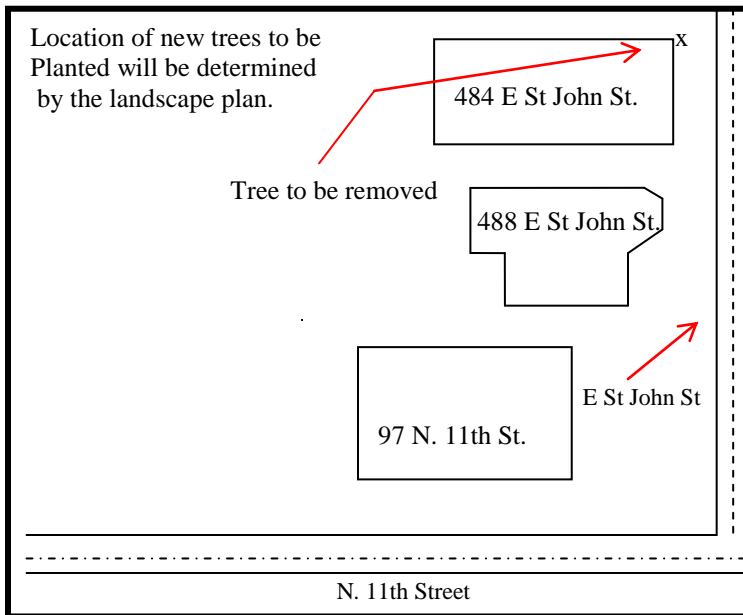 Location of new trees to be
Planted will be determined
by the landscape plan.
x
484 E St John St.
Tree to be removed
488 E St John St.
E St John St
97 N. 11th St.
N. 11th Street